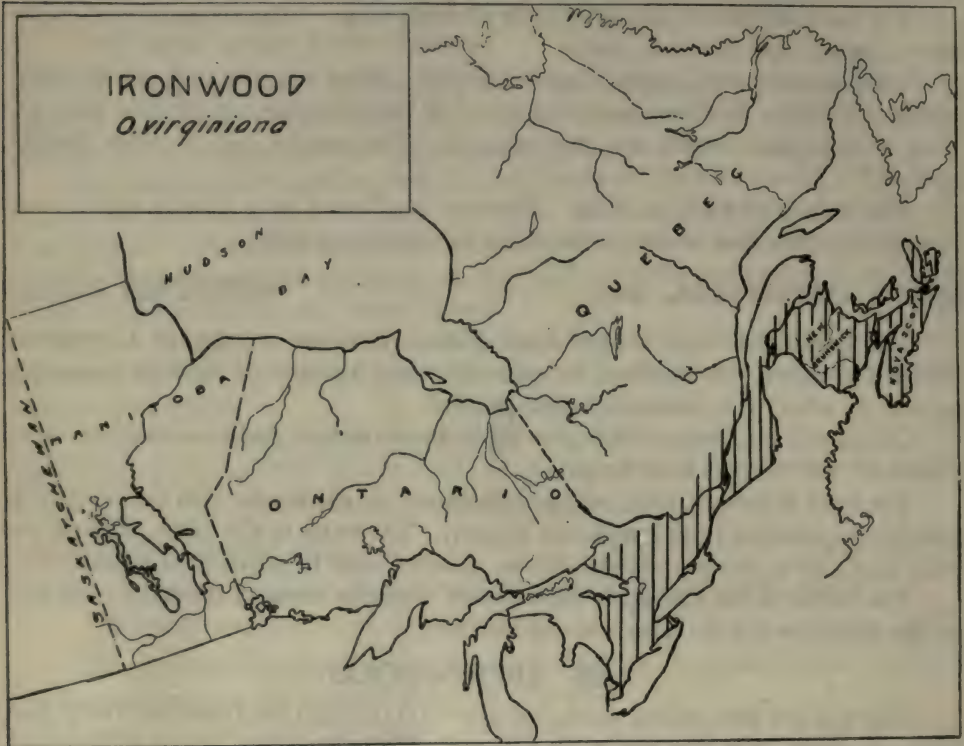 IRONWOOD
O. virginiana
HUDSON
BAY
QUEBEC
NEW
BRUNSWICK
NOVA SCOTIA
MANITOBA
ONTARIO
SASKATCHEWAN